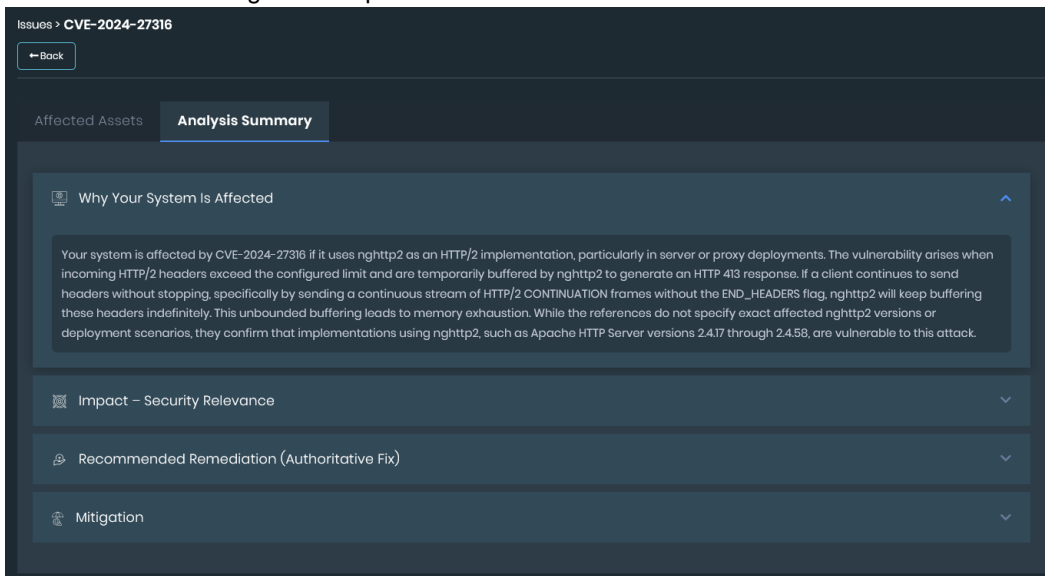 Issues > CVE-2024-27316
←Back
Affected Assets Analysis Summary
Why Your System Is Affected
Your system is affected by CVE-2024-27316 if it uses nghttp2 as an HTTP/2 implementation, particularly in server or proxy deployments. The vulnerability arises when
incoming HTTP/2 headers exceed the configured limit and are temporarily buffered by nghttp2 to generate an HTTP 413 response. If a client continues to send
headers without stopping, specifically by sending a continuous stream of HTTP/2 CONTINUATION frames without the END_HEADERS flag, nghttp2 will keep buffering
these headers indefinitely. This unbounded buffering leads to memory exhaustion. While the references do not specify exact affected nghttp2 versions or
deployment scenarios, they confirm that implementations using nghttp2, such as Apache HTTP Server versions 2.4.17 through 2.4.58, are vulnerable to this attack.
Impact – Security Relevance
Recommended Remediation (Authoritative Fix)
Mitigation